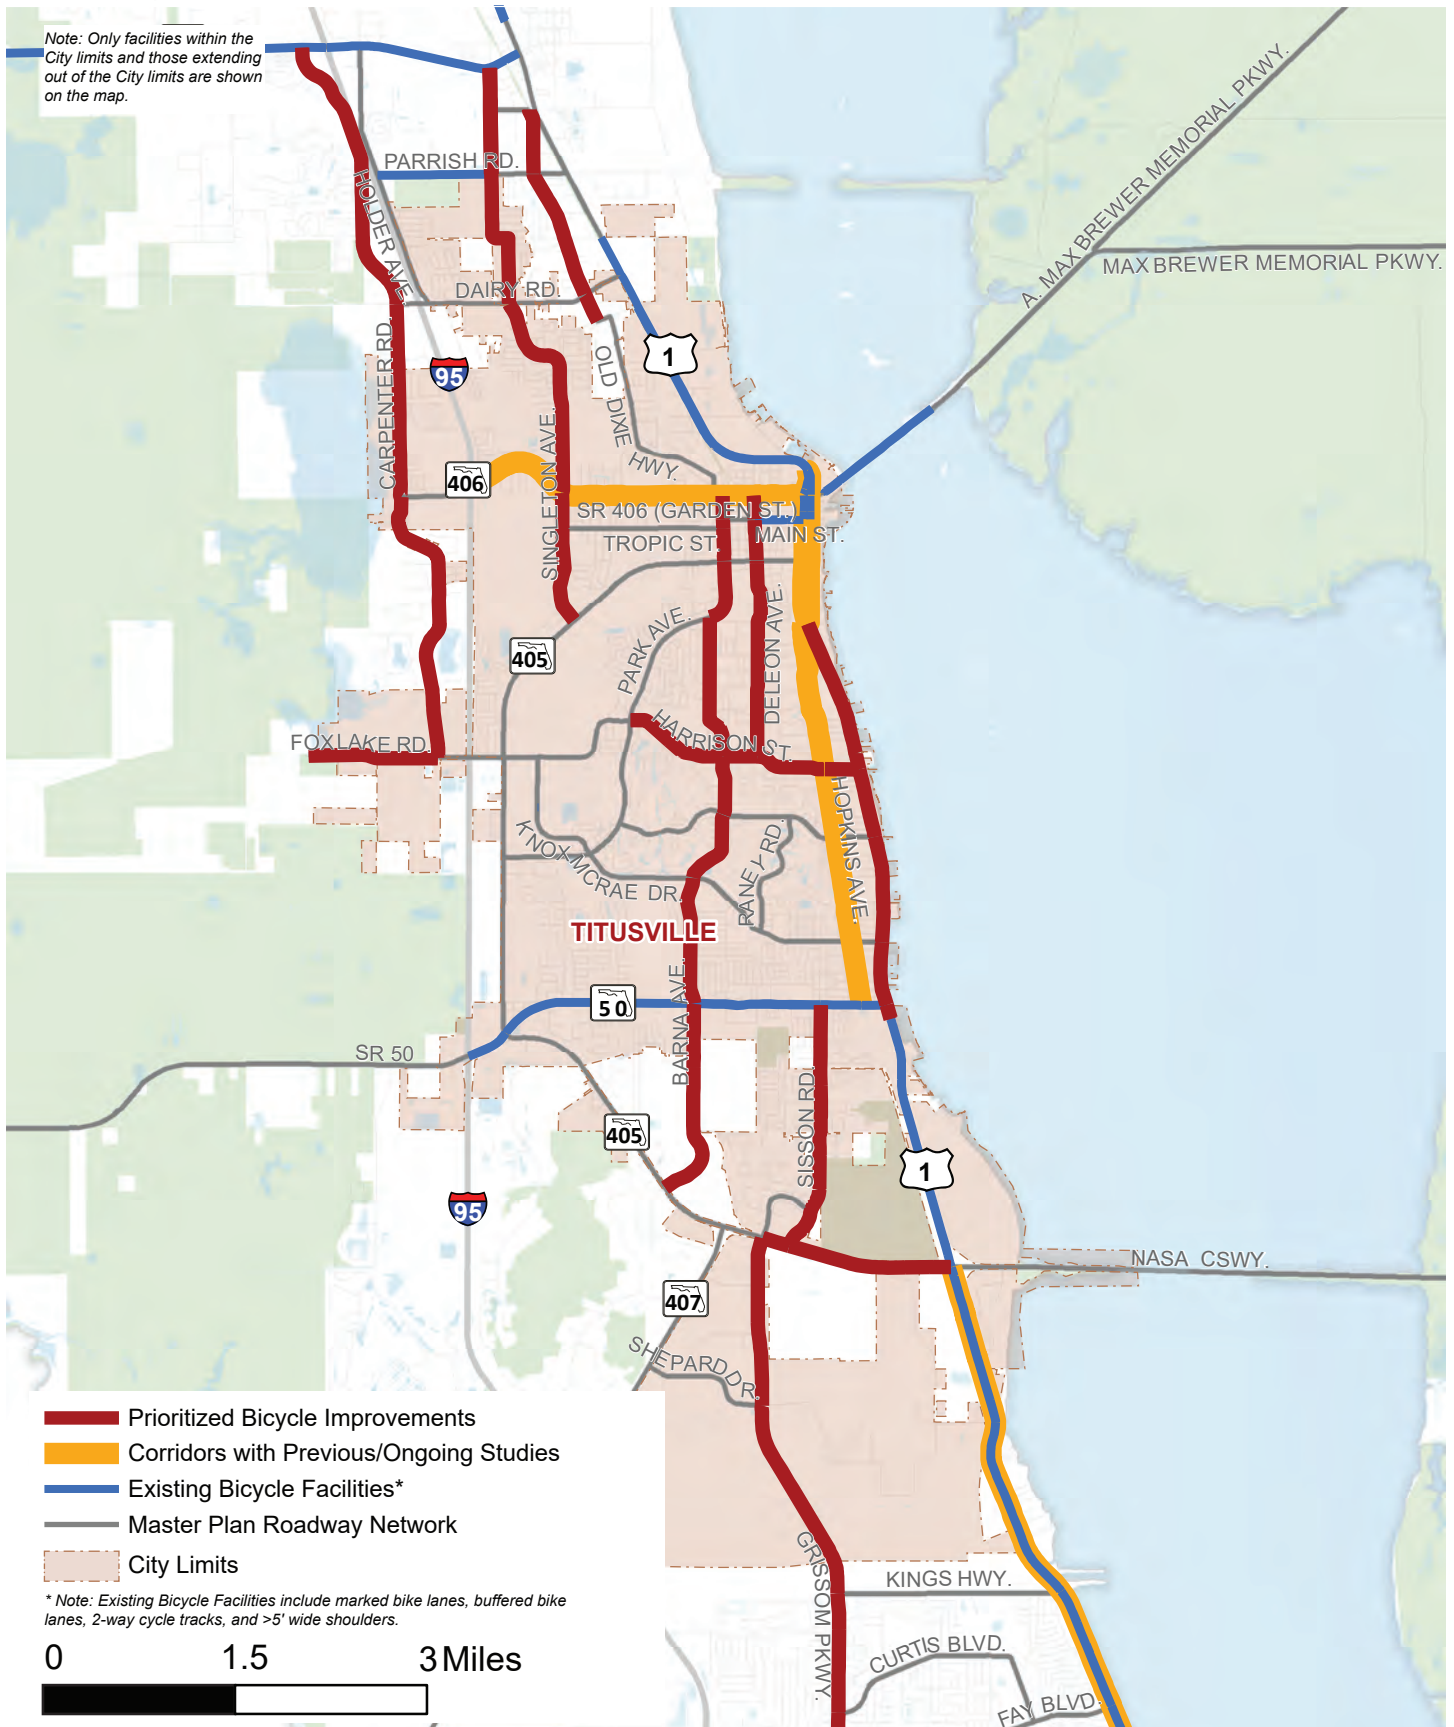 Note: Only facilities within the
City limits and those extending
out of the City limits are shown
on the map.
A. MAX BREWER MEMORIAL PKWY.
MAX BREWER MEMORIAL PKWY.
PARRISH RD.
HOLDER AVE.
DAIRY RD.
CARPENTER RD.
95
1
OLD DIXIE HWY.
SINGLETON AVE.
406
SR 406 (GARDEN ST.)
MAIN ST.
TROPIC ST.
405
PARK AVE.
DELEON AVE.
HARRISON ST.
FOX LAKE RD.
HOPKINS AVE.
KNOX MCRAE DR.
RANEY RD.
TITUSVILLE
BARNA AVE.
50
SR 50
SISSON RD.
405
1
95
NASA CSWY.
407
SHEPARD DR.
GRISSOM PKWY.
KINGS HWY.
CURTIS BLVD.
FAY BLVD.
Prioritized Bicycle Improvements
Corridors with Previous/Ongoing Studies
Existing Bicycle Facilities*
Master Plan Roadway Network
City Limits
* Note: Existing Bicycle Facilities include marked bike lanes, buffered bike
lanes, 2-way cycle tracks, and >5' wide shoulders.
0 1.5 3 Miles